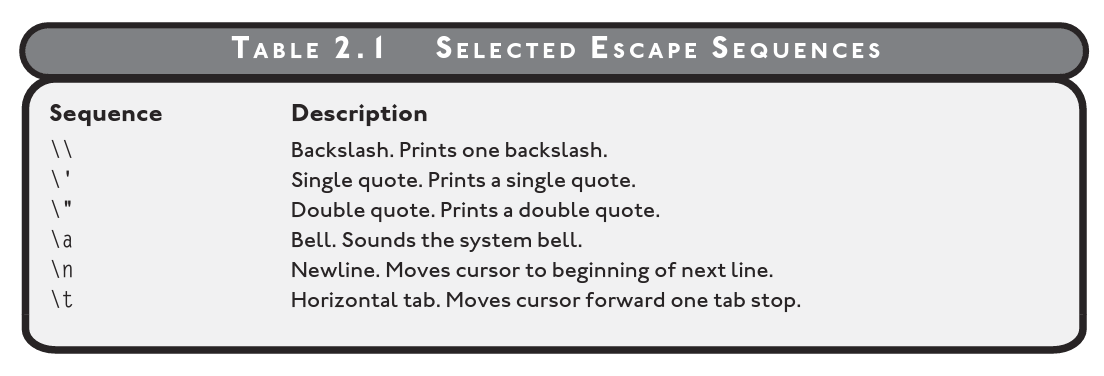 Table 2.1 Selected Escape Sequences
Sequence Description
\\ Backslash. Prints one backslash.
\' Single quote. Prints a single quote.
\" Double quote. Prints a double quote.
\a Bell. Sounds the system bell.
\n Newline. Moves cursor to beginning of next line.
\t Horizontal tab. Moves cursor forward one tab stop.